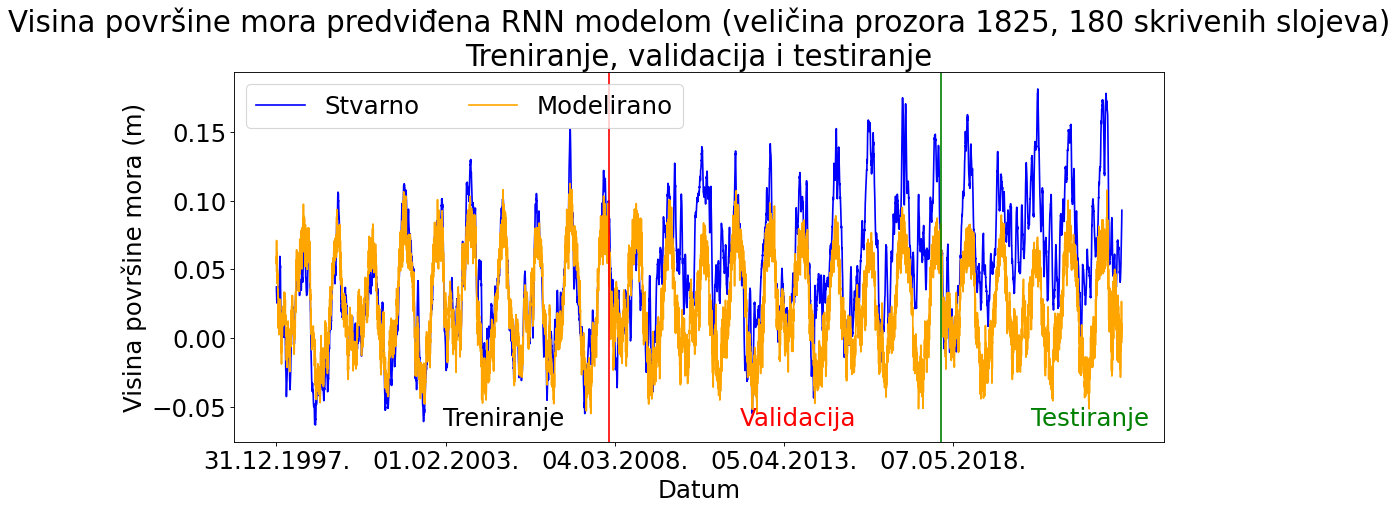 Visina površine mora predviđena RNN modelom (veličina prozora 1825, 180 skrivenih slojeva)
Treniranje, validacija i testiranje
Stvarno
Modelirano
Visina površine mora (m)
0.15
0.10
0.05
0.00
−0.05
Treniranje
Validacija
Testiranje
31.12.1997.
01.02.2003.
04.03.2008.
05.04.2013.
07.05.2018.
Datum